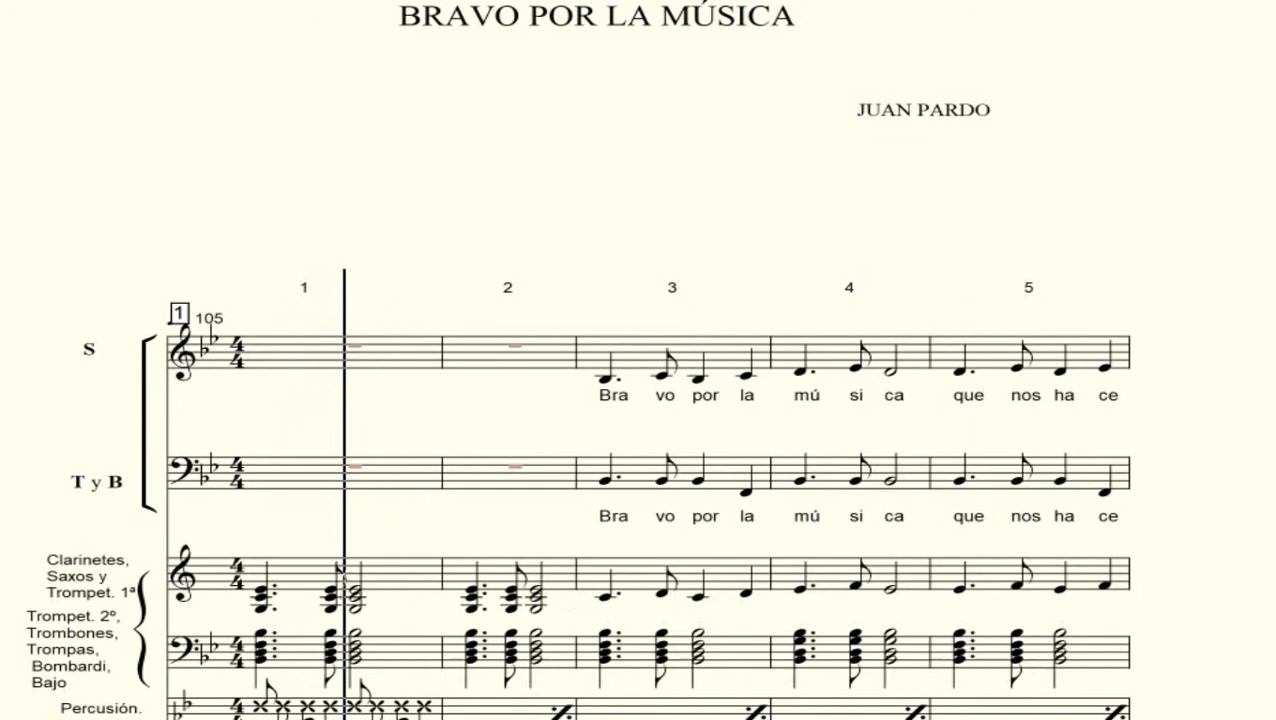 BRAVO POR LA MÚSICA
JUAN PARDO
1 2 3 4 5
1 105
S
Bra vo por la mú si ca que nos ha ce
T y B
Bra vo por la mú si ca que nos ha ce
Clarinetes,
Saxos y
Trompet. 1ª
Trompet. 2º,
Trombones,
Trompas,
Bombardi,
Bajo
Percusión.